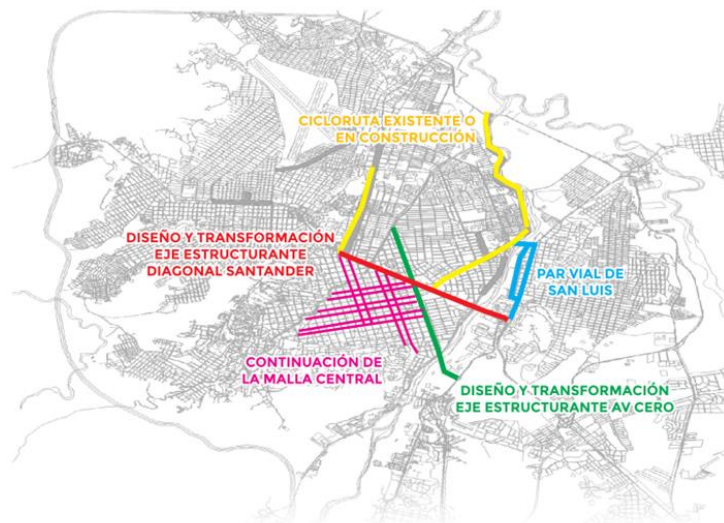 CICLORUTA EXISTENTE O
EN CONSTRUCCIÓN
DISEÑO Y TRANSFORMACIÓN
EJE ESTRUCTURANTE
DIAGONAL SANTANDER
PAR VIAL DE
SAN LUIS
CONTINUACIÓN DE
LA MALLA CENTRAL
DISEÑO Y TRANSFORMACIÓN
EJE ESTRUCTURANTE AV CERO